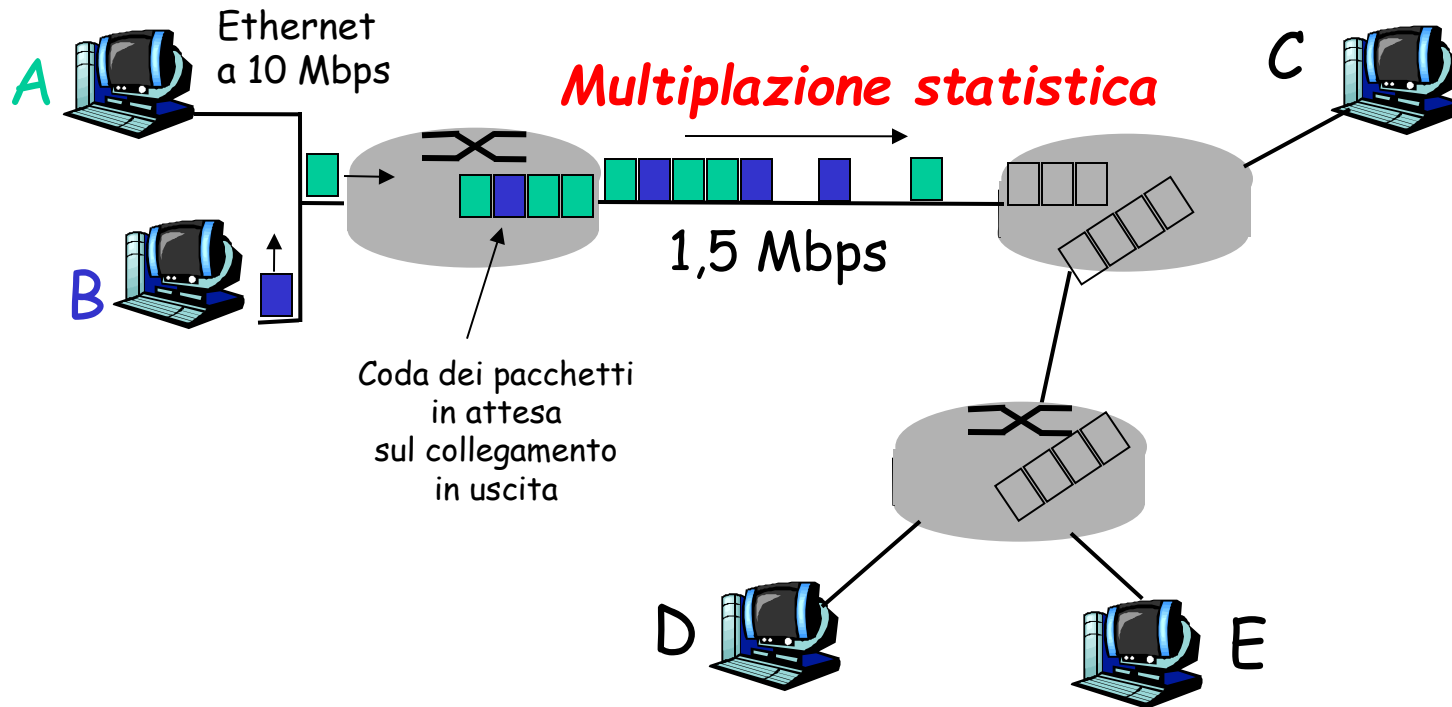 Ethernet
a 10 Mbps
A
Multiplazione statistica
C
1,5 Mbps
B
Coda dei pacchetti
in attesa
sul collegamento
in uscita
D
E